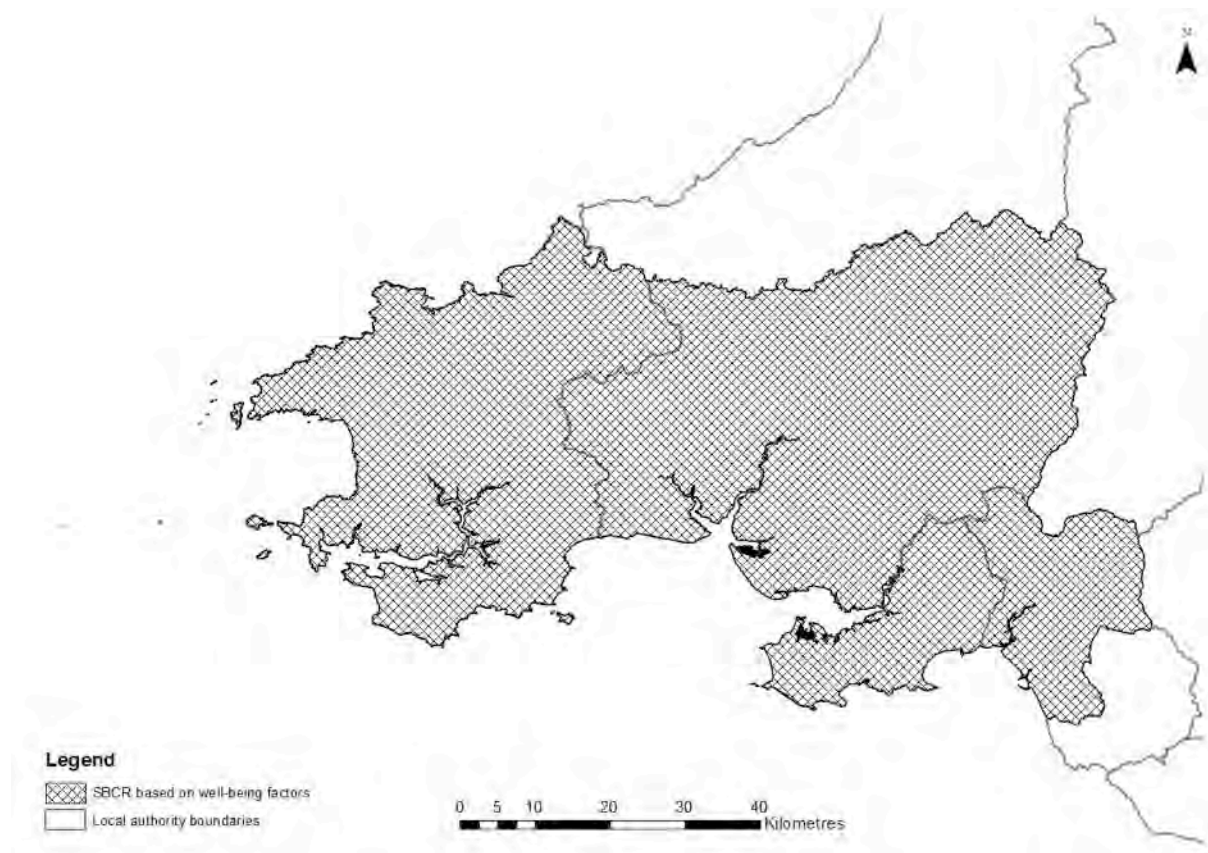 N
Legend
SBCR based on well-being factors
Local authority boundaries
0 5 10 20 30 40
Kilometres